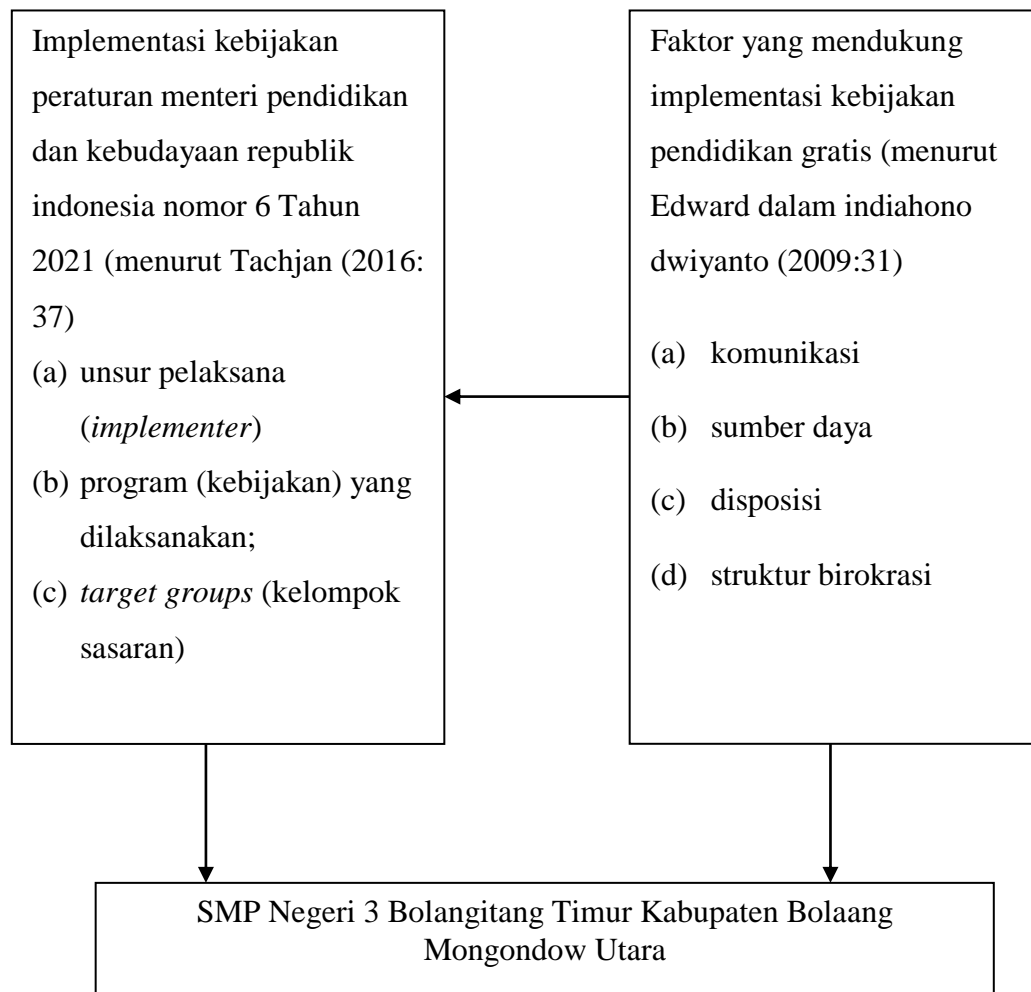 Implementasi kebijakan
peraturan menteri pendidikan
dan kebudayaan republik
indonesia nomor 6 Tahun
2021 (menurut Tachjan (2016:
37)
(a) unsur pelaksana
(implementer)
(b) program (kebijakan) yang
dilaksanakan;
(c) target groups (kelompok
sasaran)
Faktor yang mendukung
implementasi kebijakan
pendidikan gratis (menurut
Edward dalam indiahono
dwiyanto (2009:31)
(a) komunikasi
(b) sumber daya
(c) disposisi
(d) struktur birokrasi
SMP Negeri 3 Bolangitang Timur Kabupaten Bolaang
Mongondow Utara